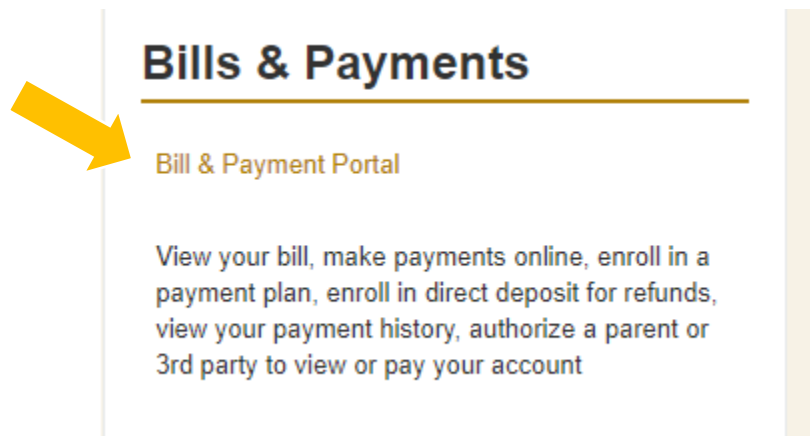 Bills & Payments
Bill & Payment Portal
View your bill, make payments online, enroll in a
payment plan, enroll in direct deposit for refunds,
view your payment history, authorize a parent or
3rd party to view or pay your account